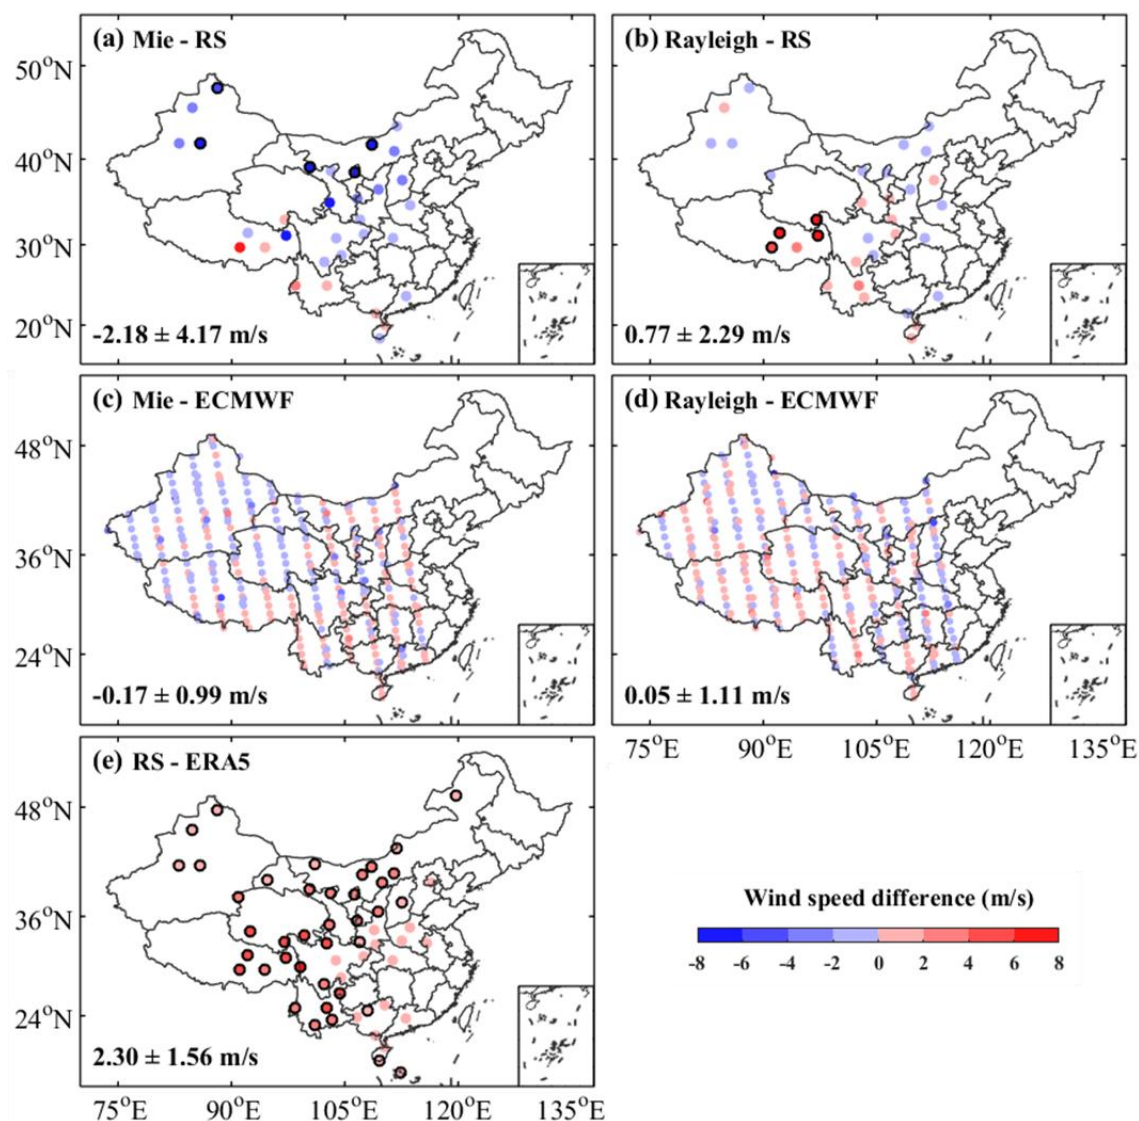 (a) Mie - RS
(b) Rayleigh - RS
50°N
40°N
30°N
20°N
-2.18 ± 4.17 m/s
0.77 ± 2.29 m/s
(c) Mie - ECMWF
(d) Rayleigh - ECMWF
48°N
36°N
24°N
-0.17 ± 0.99 m/s
0.05 ± 1.11 m/s
75°E 90°E 105°E 120°E 135°E
(e) RS - ERA5
48°N
36°N
24°N
2.30 ± 1.56 m/s
75°E 90°E 105°E 120°E 135°E
Wind speed difference (m/s)
-8 -6 -4 -2 0 2 4 6 8